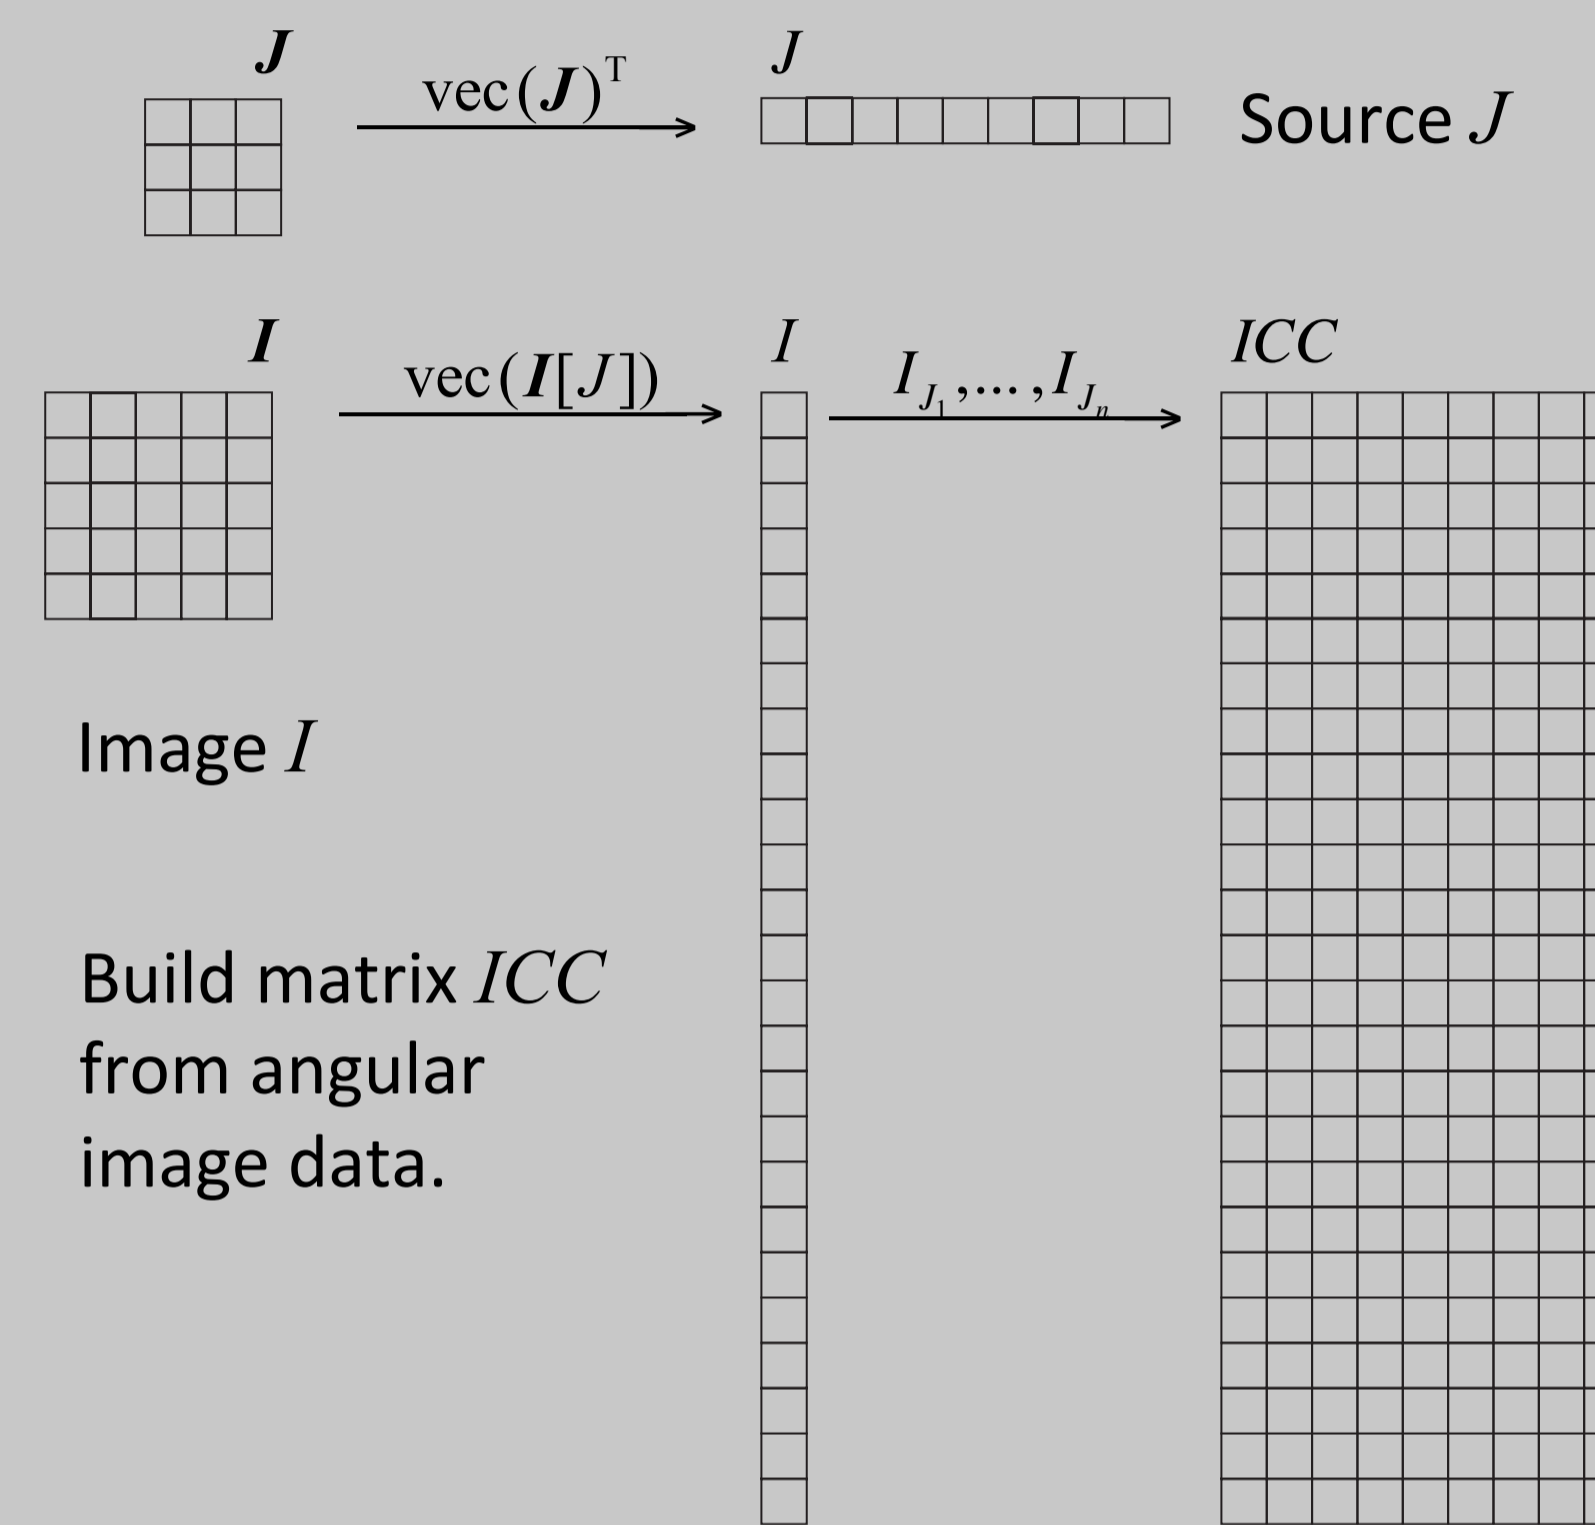 J
vec(J)ᵀ
J
Source J
I
vec(I[J])
I
I_J₁,...,I_Jₙ
ICC
Image I
Build matrix ICC
from angular
image data.